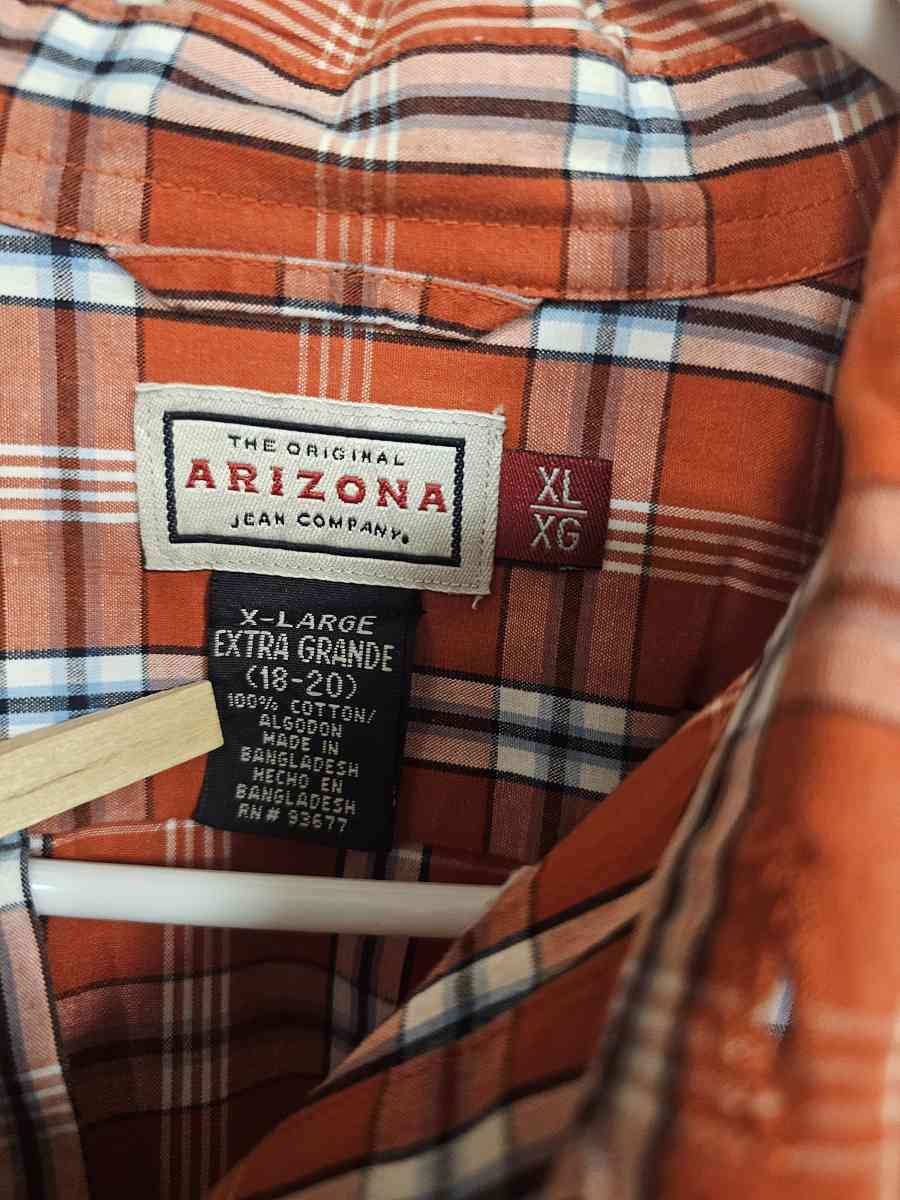 THE ORIGINAL
ARIZONA
JEAN COMPANY.
XL
XG
X-LARGE
EXTRA GRANDE
(18-20)
100% COTTON/
ALGODON
MADE IN
BANGLADESH
HECHO EN
BANGLADESH
RN# 93677